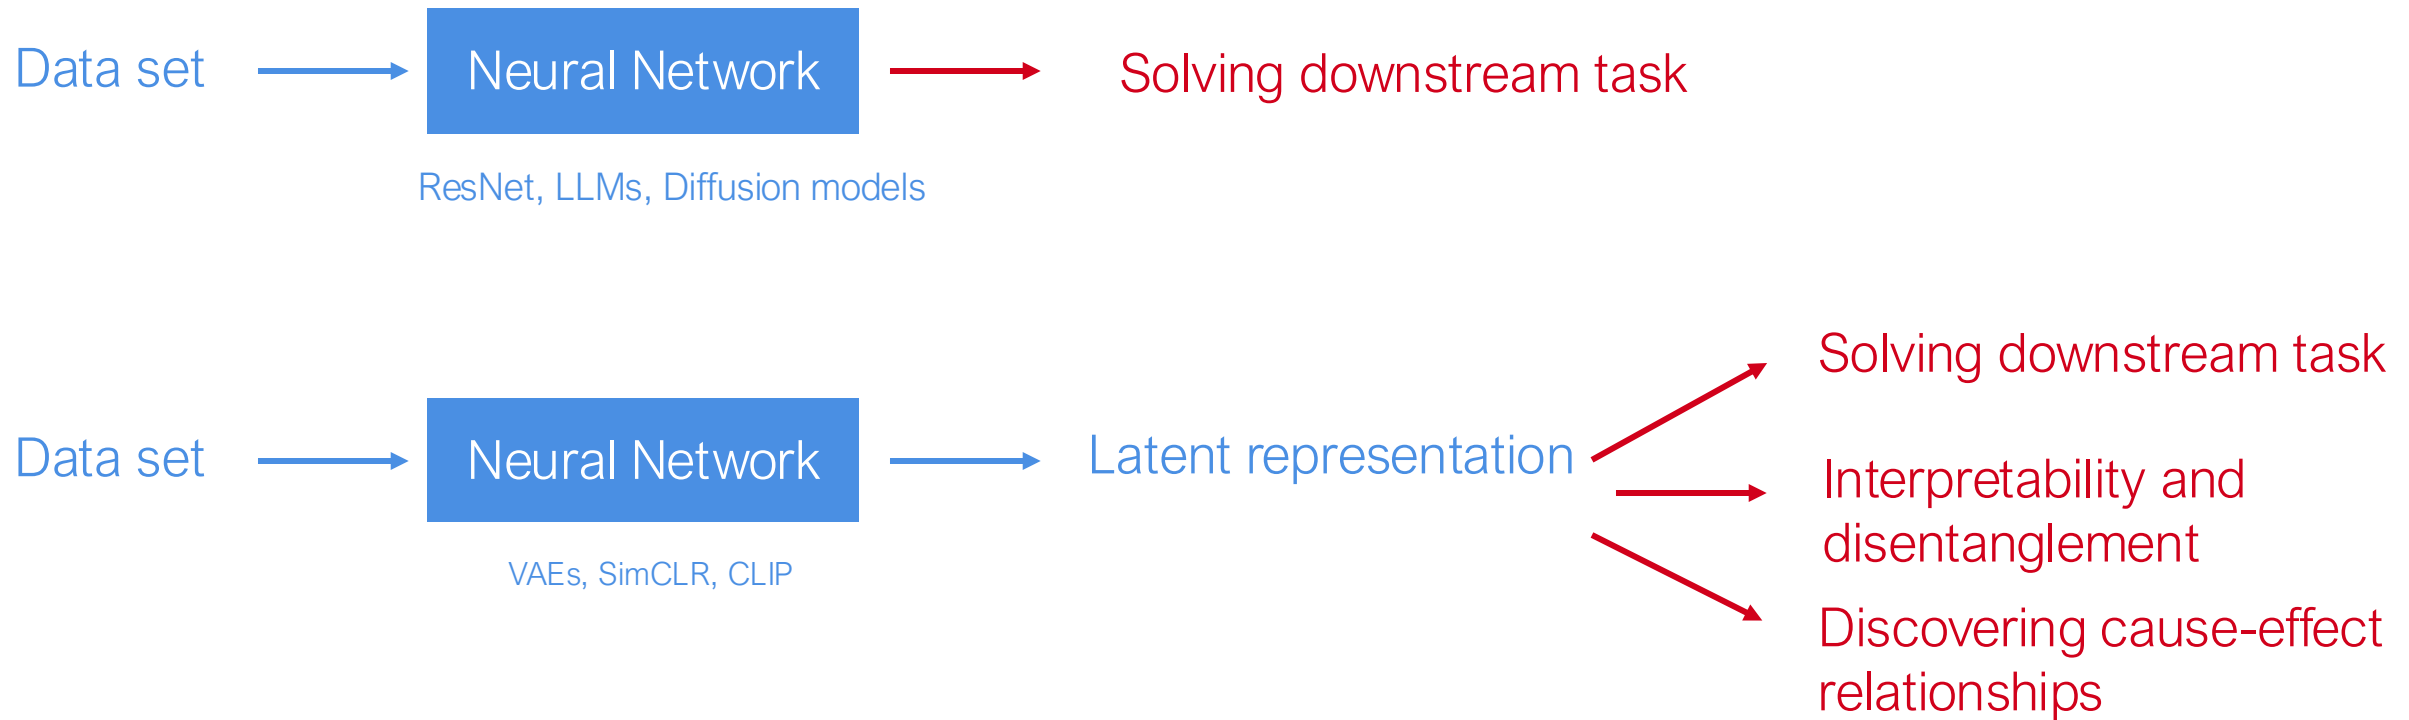 Data set
Neural Network
Solving downstream task
ResNet, LLMs, Diffusion models
Data set
Neural Network
VAEs, SimCLR, CLIP
Latent representation
Solving downstream task
Interpretability and
disentanglement
Discovering cause-effect
relationships